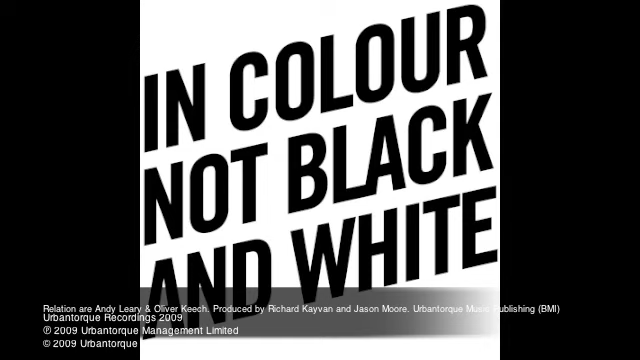 IN COLOUR
NOT BLACK
AND WHITE
Relation are Andy Leary & Oliver Keech. Produced by Richard Kayvan and Jason Moore. Urbantorque Music Publishing (BMI)
Urbantorque Recordings 2009
℗ 2009 Urbantorque Management Limited
© 2009 Urbantorque